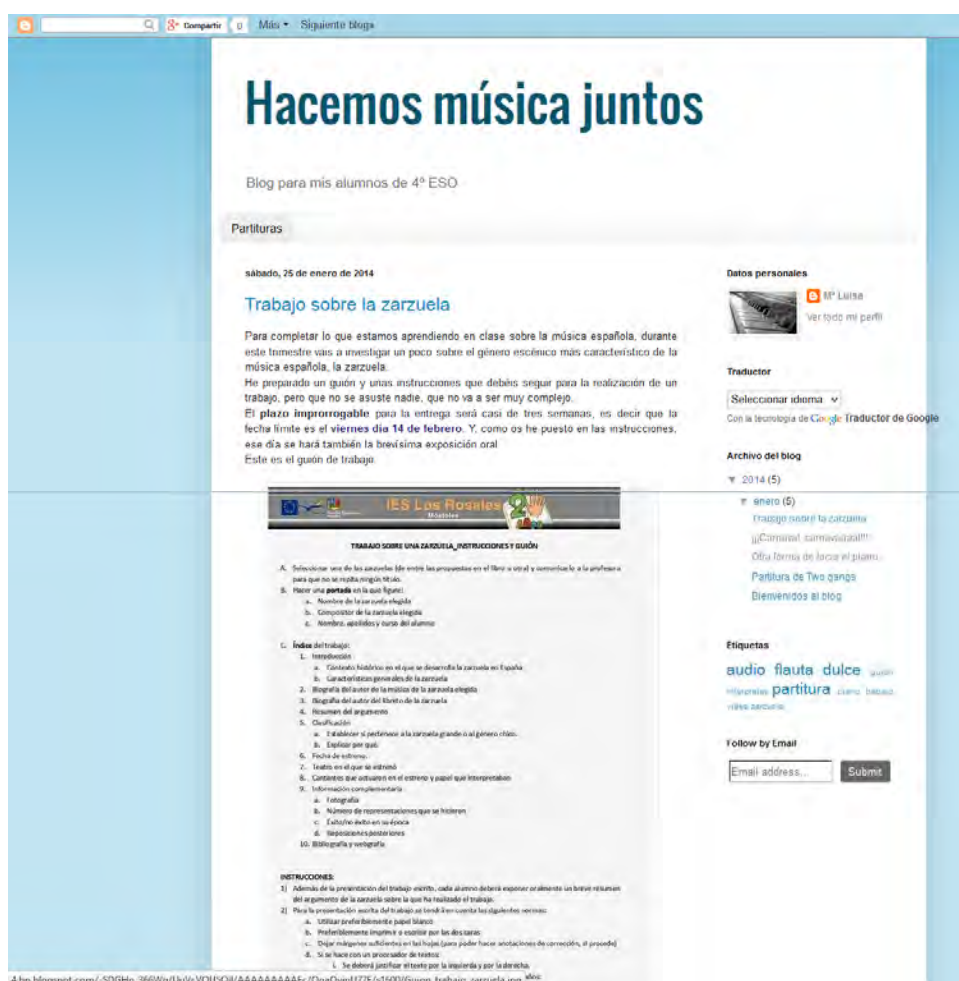 Compartir 0 Más Siguiente blog»
Hacemos música juntos
Blog para mis alumnos de 4º ESO
Partituras
sábado, 25 de enero de 2014
Trabajo sobre la zarzuela
Para completar lo que estamos aprendiendo en clase sobre la música española, durante
este trimestre vais a investigar un poco sobre el género escénico más característico de la
música española, la zarzuela.
He preparado un guión y unas instrucciones que debéis seguir para la realización de un
trabajo, pero que no se asuste nadie, que no va a ser muy complejo.
El plazo improrrogable para la entrega será casi de tres semanas, es decir que la
fecha límite es el viernes día 14 de febrero. Y, como os he puesto en las instrucciones,
ese día se hará también la brevísima exposición oral.
Este es el guión de trabajo.
IES Los Rosales
Móstoles
TRABAJO SOBRE UNA ZARZUELA_INSTRUCCIONES Y GUIÓN
A. Seleccionar una de las zarzuelas (de entre las propuestas en el libro u otra) y comunicarlo a la profesora
para que no se repita ningún título.
B. Hacer una portada en la que figure:
a. Nombre de la zarzuela elegida
b. Compositor de la zarzuela elegida
c. Nombre, apellidos y curso del alumno
C. Índice del trabajo:
1. Introducción
a. Contexto histórico en el que se desarrolla la zarzuela en España
b. Características generales de la zarzuela
2. Biografía del autor de la música de la zarzuela elegida
3. Biografía del autor del libreto de la zarzuela
4. Resumen del argumento
5. Clasificación
a. Establecer si pertenece a la zarzuela grande o al género chico.
b. Explicar por qué.
6. Fecha de estreno.
7. Teatro en el que se estrenó
8. Cantantes que actuaron en el estreno y papel que interpretaban
9. Información complementaria
a. Fotografía
b. Número de representaciones que se hicieron
c. Éxito/no éxito en su época
d. Reposiciones posteriores
10. Bibliografía y webgrafía
INSTRUCCIONES:
1) Además de la presentación del trabajo escrito, cada alumno deberá exponer oralmente un breve resumen
del argumento de la zarzuela sobre la que ha realizado el trabajo.
2) Para la presentación escrita del trabajo se tendrá en cuenta las siguientes normas:
a. Utilizar preferiblemente papel blanco
b. Preferiblemente imprimir o escribir por las dos caras
c. Dejar márgenes suficientes en las hojas (para poder hacer anotaciones de corrección, si procede)
d. Si se hace con un procesador de textos:
i. Se deberá justificar el texto por la izquierda y por la derecha.
Datos personales
Mª Luisa
Ver todo mi perfil
Traductor
Seleccionar idioma
Con la tecnología de Google Traductor de Google
Archivo del blog
▼ 2014 (5)
▼ enero (5)
Trabajo sobre la zarzuela
¡¡¡Carnaval, carnavaaaal!!!
Otra forma de tocar el piano...
Partitura de Two gangs
Bienvenidos al blog
Etiquetas
audio flauta dulce
partitura
vídeo zarzuela
Follow by Email
Email address...
Submit